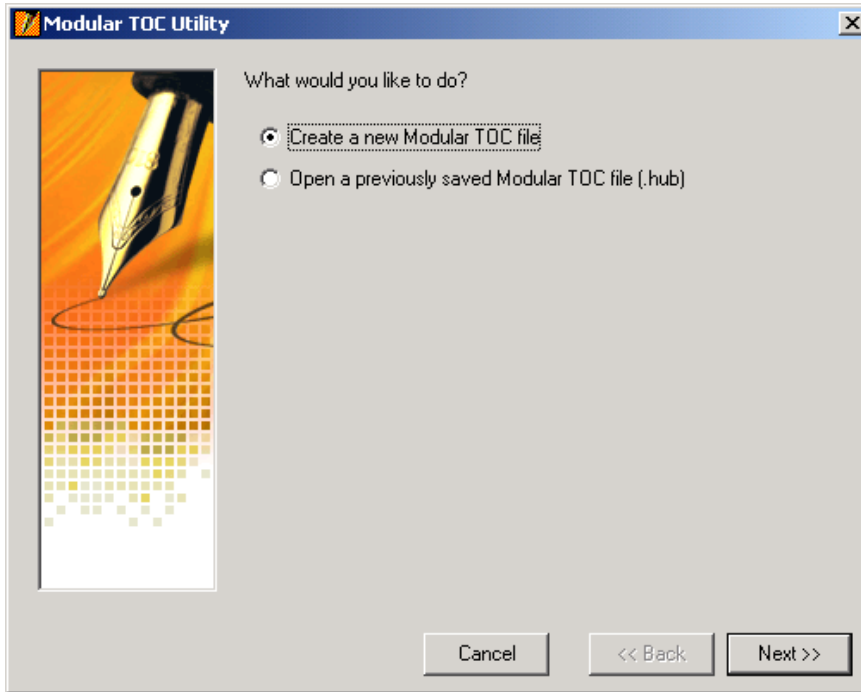 Modular TOC Utility
What would you like to do?
Create a new Modular TOC file
Open a previously saved Modular TOC file (.hub)
Cancel
<< Back
Next >>